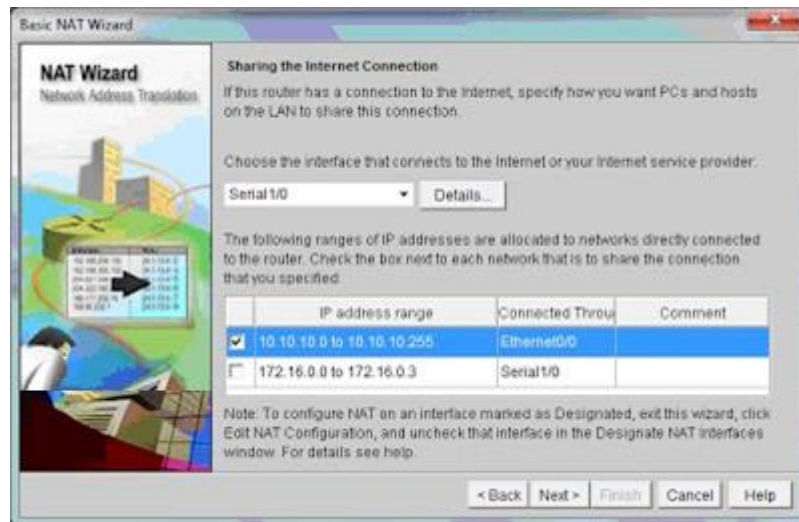 Basic NAT Wizard
NAT Wizard
Network Address Translation
Sharing the Internet Connection
If this router has a connection to the Internet, specify how you want PCs and hosts
on the LAN to share this connection.
Choose the interface that connects to the Internet or your Internet service provider:
Serial1/0
Details...
The following ranges of IP addresses are allocated to networks directly connected
to the router. Check the box next to each network that is to share the connection
that you specified.
IP address range Connected Throu Comment
10.10.10.0 to 10.10.10.255 Ethernet0/0
172.16.0.0 to 172.16.0.3 Serial1/0
Note: To configure NAT on an interface marked as Designated, exit this wizard, click
Edit NAT Configuration, and uncheck that interface in the Designate NAT Interfaces
window. For details see help.
< Back Next > Finish Cancel Help